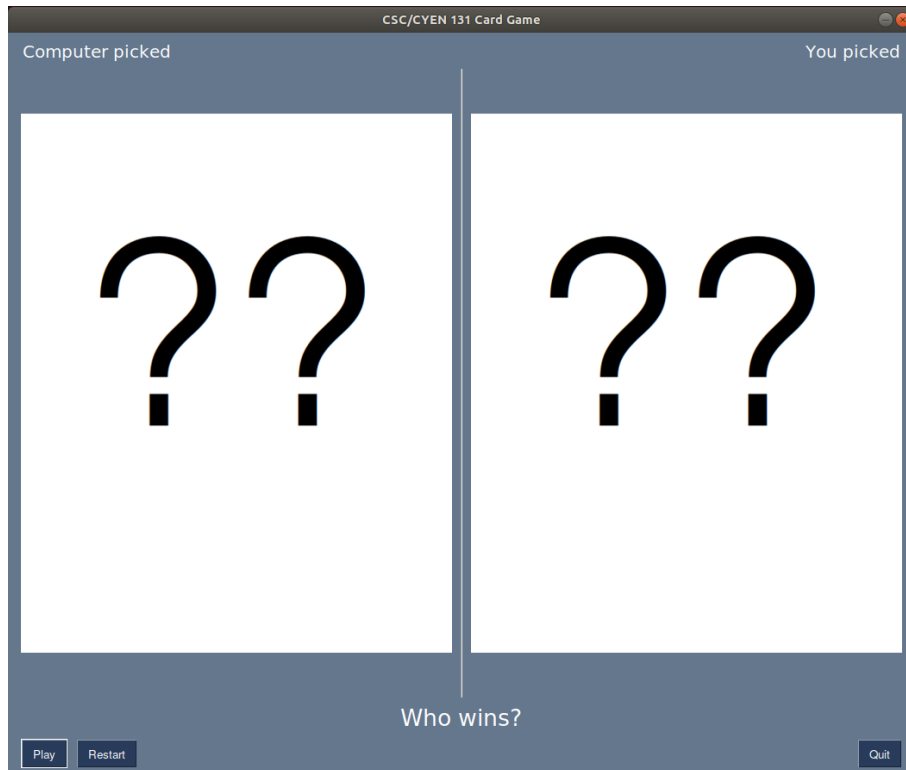 CSC/CYEN 131 Card Game
Computer picked
You picked
??
??
Who wins?
Play
Restart
Quit